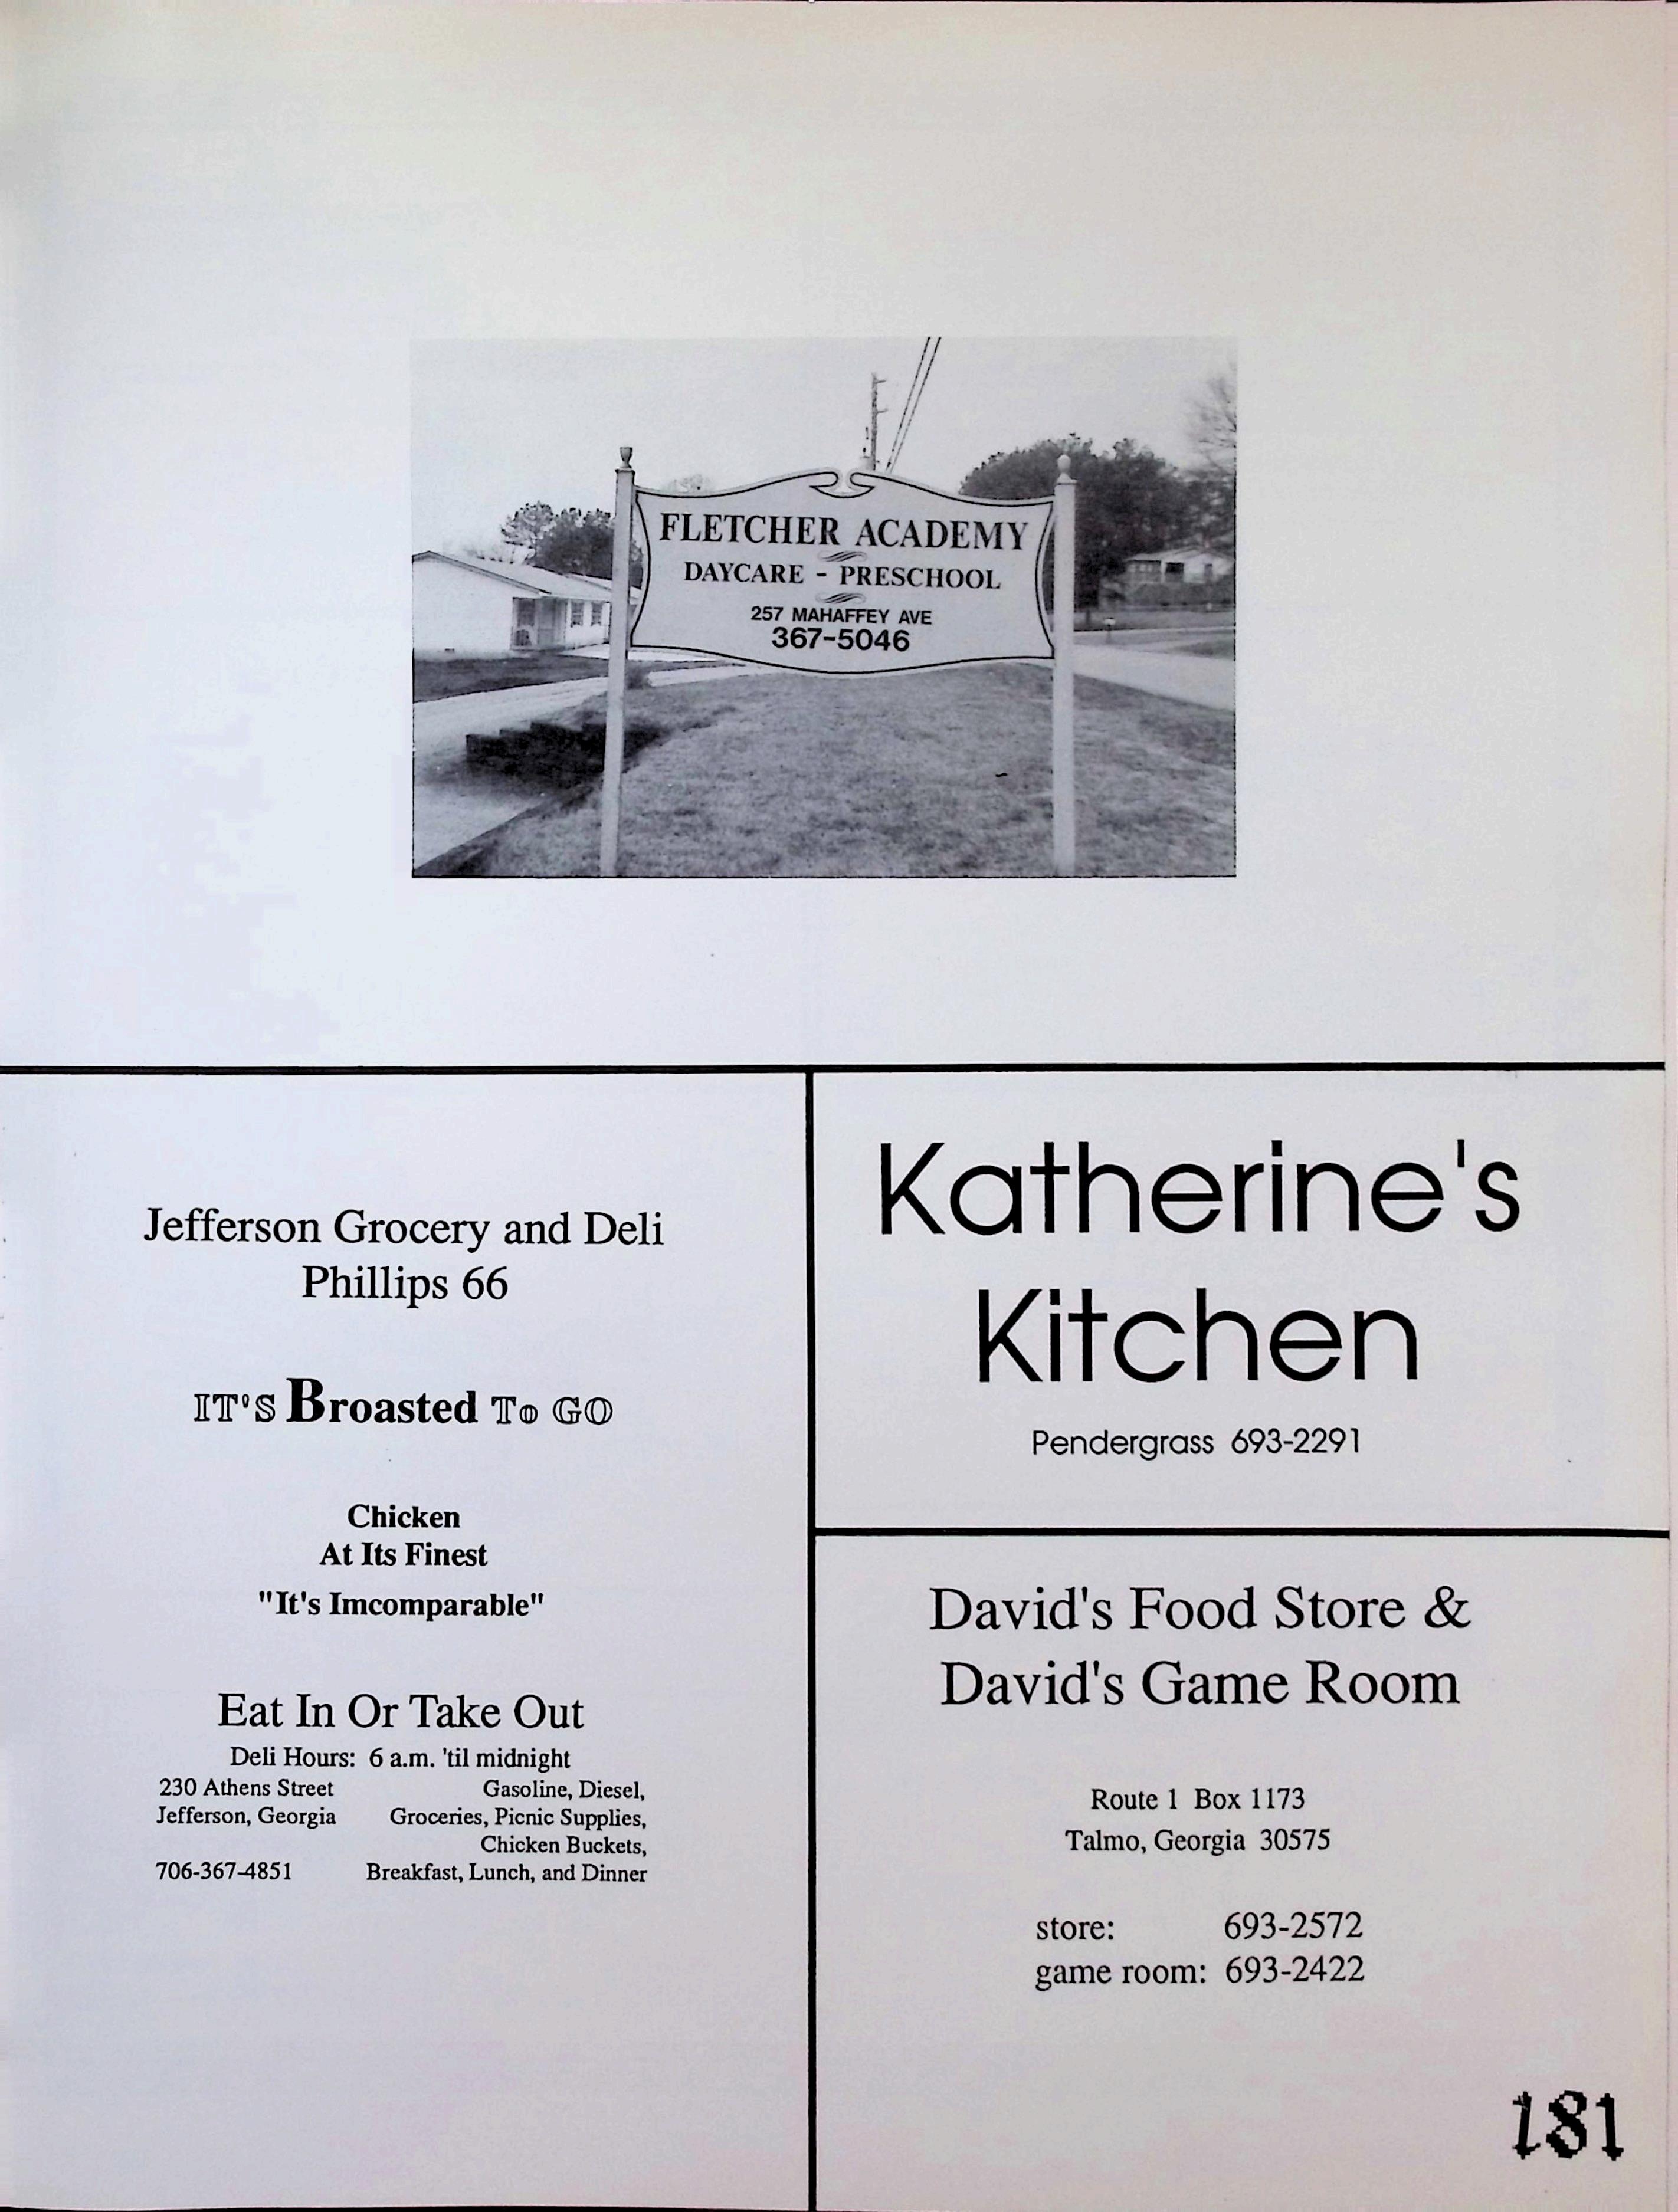 FLETCHER ACADEMY
DAYCARE - PRESCHOOL
257 MAHAFFEY AVE
367-5046
Jefferson Grocery and Deli
Phillips 66
IT'S Broasted To GO
Chicken
At Its Finest
"It's Imcomparable"
Eat In Or Take Out
Deli Hours: 6 a.m. 'til midnight
230 Athens Street
Jefferson, Georgia
706-367-4851
Gasoline, Diesel,
Groceries, Picnic Supplies,
Chicken Buckets,
Breakfast, Lunch, and Dinner
Katherine's
Kitchen
Pendergrass 693-2291
David's Food Store &
David's Game Room
Route 1 Box 1173
Talmo, Georgia 30575
store: 693-2572
game room: 693-2422
181